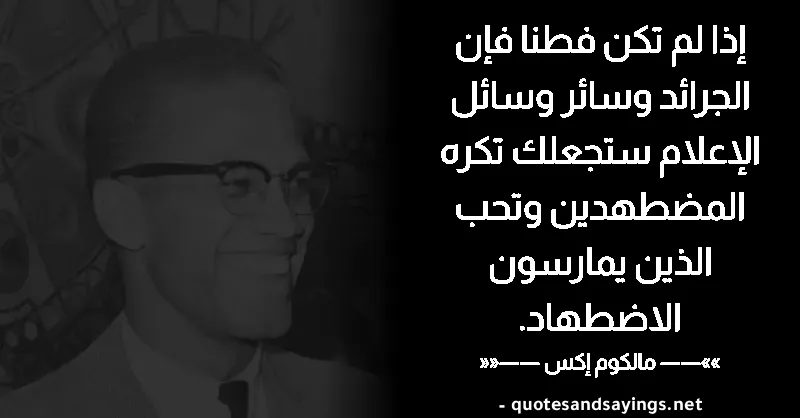 إذا لم تكن فطنا فإن
الجرائد وسائر وسائل
الإعلام ستجعلك تكره
المضطهدين وتحب
الذين يمارسون
الاضطهاد.
»»—— مالكوم إكس ——««
- quotesandsayings.net